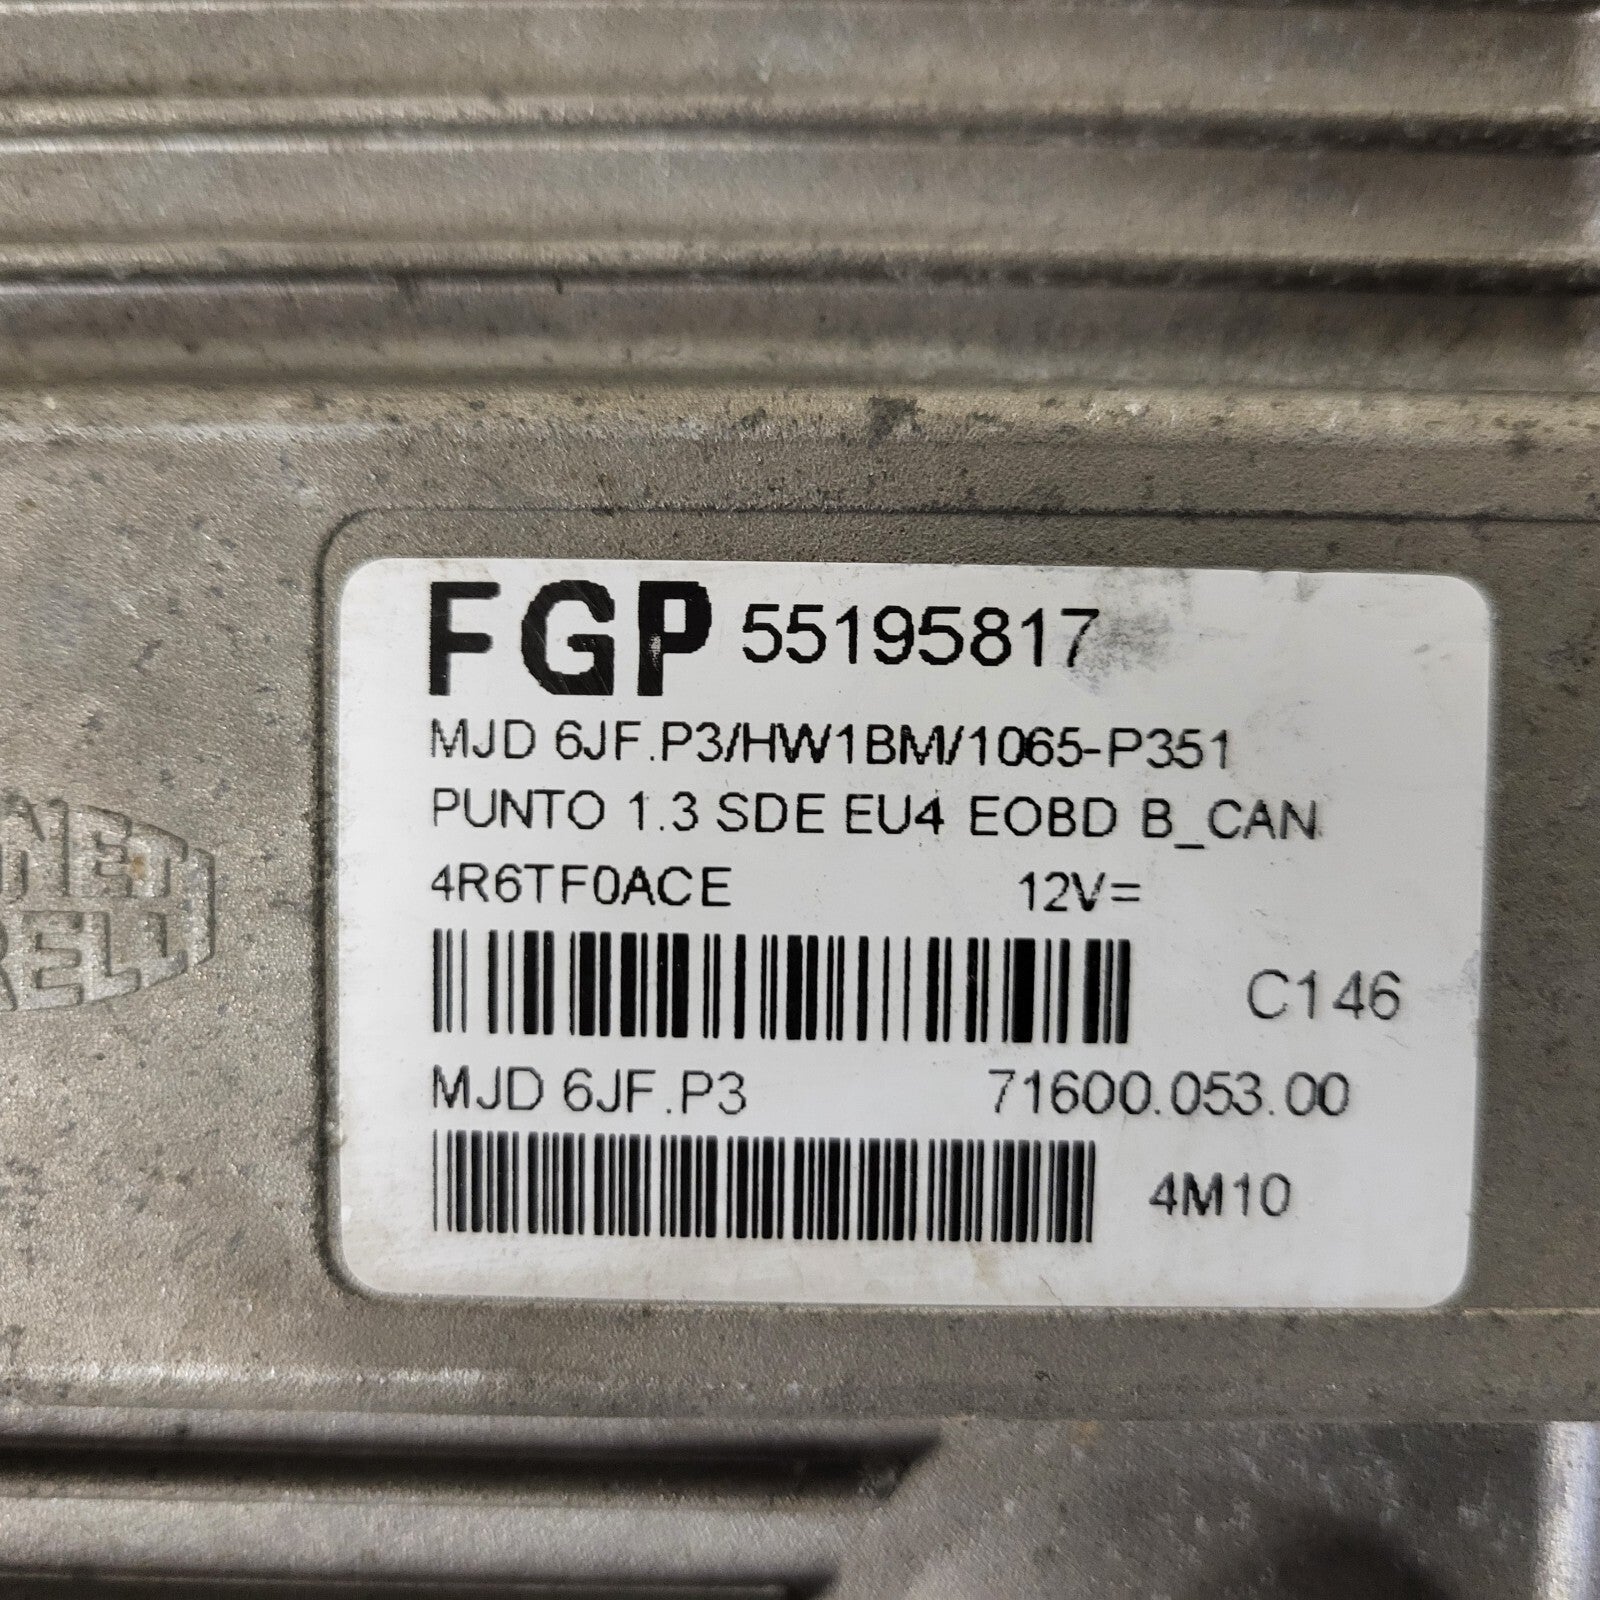 FGP 55195817
MJD 6JF.P3/HW1BM/1065-P351
PUNTO 1.3 SDE EU4 EOBD B_CAN
4R6TF0ACE 12V=
C146
MJD 6JF.P3 71600.053.00
4M10